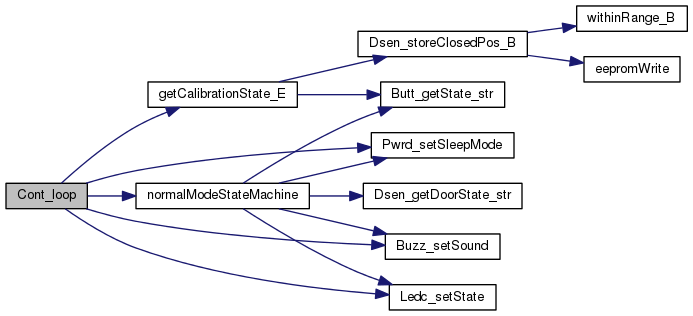 withinRange_B
Dsen_storeClosedPos_B
eepromWrite
getCalibrationState_E
Butt_getState_str
Pwrd_setSleepMode
Cont_loop
normalModeStateMachine
Dsen_getDoorState_str
Buzz_setSound
Ledc_setState